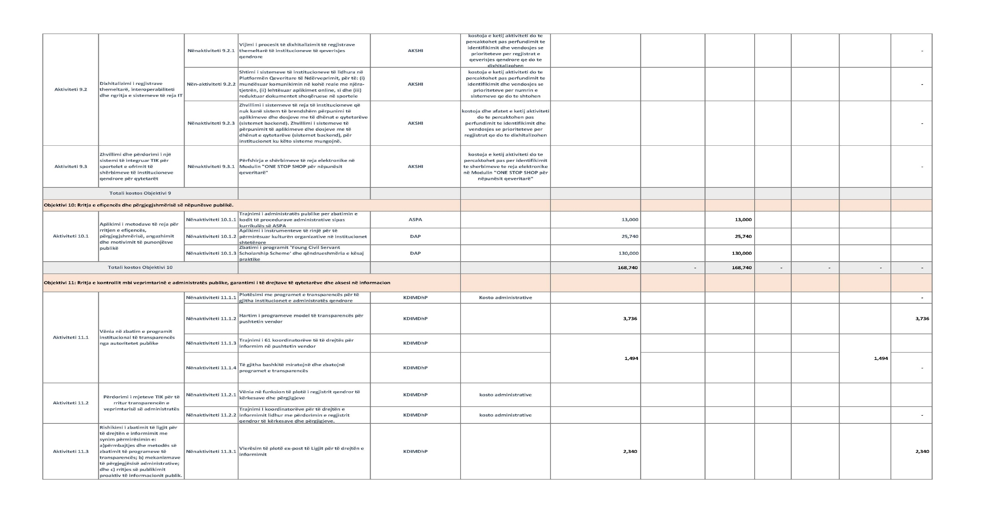 Aktiviteti 9.2
Dixhitalizimi i regjistrave
themeltarë, interoperabiliteti
dhe ngritja e sistemeve të reja IT
Nënaktiviteti 9.2.1
Vijimi i procesit të dixhitalizimit të regjistrave
themeltarë të institucioneve të qeverisjes
qendrore
AKSHI
kostoja e ketij aktiviteti do te
percaktohet pas perfundimit te
identifikimit dhe vendosjes se
prioriteteve per regjistrat e
qeverisjes qendrore qe do te
dixhitalizohen
-
Nën-aktiviteti 9.2.2
Shtimi i sistemeve të institucioneve të lidhura në
Platformën Qeveritare të Ndërveprimit, për të: (i)
mundësuar komunikimin në kohë reale me njëra-
tjetrën, (ii) lehtësuar aplikimet online, si dhe (iii)
reduktuar dokumentet shoqëruese në sportele
AKSHI
kostoja e ketij aktiviteti do te
percaktohet pas perfundimit te
identifikimit dhe vendosjes se
prioriteteve per numrin e
sistemeve qe do te shtohen
-
Nënaktiviteti 9.2.3
Zhvillimi i sistemeve të reja të institucioneve që
nuk kanë sistem të brendshëm përpunimi të
aplikimeve dhe dosjeve me të dhënat e qytetarëve
(sistemet backend). Zhvillimi i sistemeve të
përpunimit të aplikimeve dhe dosjeve me të
dhënat e qytetarëve (sistemet backend), për
institucionet ku këto sisteme mungojnë.
AKSHI
kostoja dhe afatet e ketij aktiviteti
do te percaktohen pas
perfundimit te identifikimit dhe
vendosjes se prioriteteve per
regjistrat qe do te dixhitalizohen
-
Aktiviteti 9.3
Zhvillimi dhe përdorimi i një
sistemi të integruar TIK për
sportelet e ofrimit të
shërbimeve të institucioneve
qendrore për qytetarët
Nënaktiviteti 9.3.1
Përfshirja e shërbimeve të reja elektronike në
Modulin "ONE STOP SHOP për nëpunësit
qeveritarë"
AKSHI
kostoja e ketij aktiviteti do te
percaktohet pas per identifikimit
te sherbimeve te reja elektronike
në Modulin "ONE STOP SHOP për
nëpunësit qeveritarë"
-
Totali kostos Objektivi 9
Objektivi 10: Rritja e efiçencës dhe përgjegjshmërisë së nëpunësve publikë.
Aktiviteti 10.1
Aplikimi i metodave të reja për
rritjen e efiçencës,
përgjegjshmërisë, angazhimit
dhe motivimit të punonjësve
publikë
Nënaktiviteti 10.1.1
Trajnimi i administratës publike per zbatimin e
kodit të procedurave administrative sipas
kurrikulës së ASPA
ASPA
13,000
13,000
Nënaktiviteti 10.1.2
Aplikimi i instrumenteve të rinjë për të
përmirësuar kulturën organizative në institucionet
shtetërore
DAP
25,740
25,740
Nënaktiviteti 10.1.3
Zbatimi i programit 'Young Civil Servant
Scholarship Scheme' dhe qëndrueshmëria e kësaj
praktike
DAP
130,000
130,000
Totali kostos Objektivi 10
168,740
-
168,740
-
-
-
-
Objektivi 11: Rritja e kontrollit mbi veprimtarinë e administratës publike, garantimi i të drejtave të qytetarëve dhe aksesi në informacion
Aktiviteti 11.1
Vënia në zbatim e programit
institucional të transparencës
nga autoritetet publike
Nënaktiviteti 11.1.1
Plotësimi me programet e transparencës për të
gjitha institucionet e administratës qendrore
KDIMDhP
Kosto administrative
-
Nënaktiviteti 11.1.2
Hartim i programeve model të transparencës për
pushtetin vendor
KDIMDhP
3,736
3,736
Nënaktiviteti 11.1.3
Trajnimi i 61 koordinatorëve të të drejtës për
informim në pushtetin vendor
KDIMDhP
1,494
1,494
Nënaktiviteti 11.1.4
Të gjitha bashkitë miratojnë dhe zbatojnë
programet e transparencës
KDIMDhP
-
Aktiviteti 11.2
Përdorimi i mjeteve TIK për të
rritur transparencën e
veprimtarisë së administratës
Nënaktiviteti 11.2.1
Vënia në funksion të plotë i regjistrit qendror të
kërkesave dhe përgjigjeve
KDIMDhP
kosto administrative
Nënaktiviteti 11.2.2
Trajnimi I koordinatorëve për të drejtën e
informimit lidhur me përdorimin e regjistrit
qendror të kërkesave dhe përgjigjeve.
KDIMDhP
kosto administrative
-
Aktiviteti 11.3
Rishikimi i zbatimit të ligjit për
të drejtën e informimit me
synim përmirësimin e:
a)përmbajtjes dhe metodës së
zbatimit të programeve të
transparencës; b) mekanizmave
të përgjegjësisë administrative;
dhe c) rritjes së publikimit
proaktiv të informacionit publik.
Nënaktiviteti 11.3.1
Vlerësim të plotë ex-post të Ligjit për të drejtën e
informimit
KDIMDhP
2,340
2,340